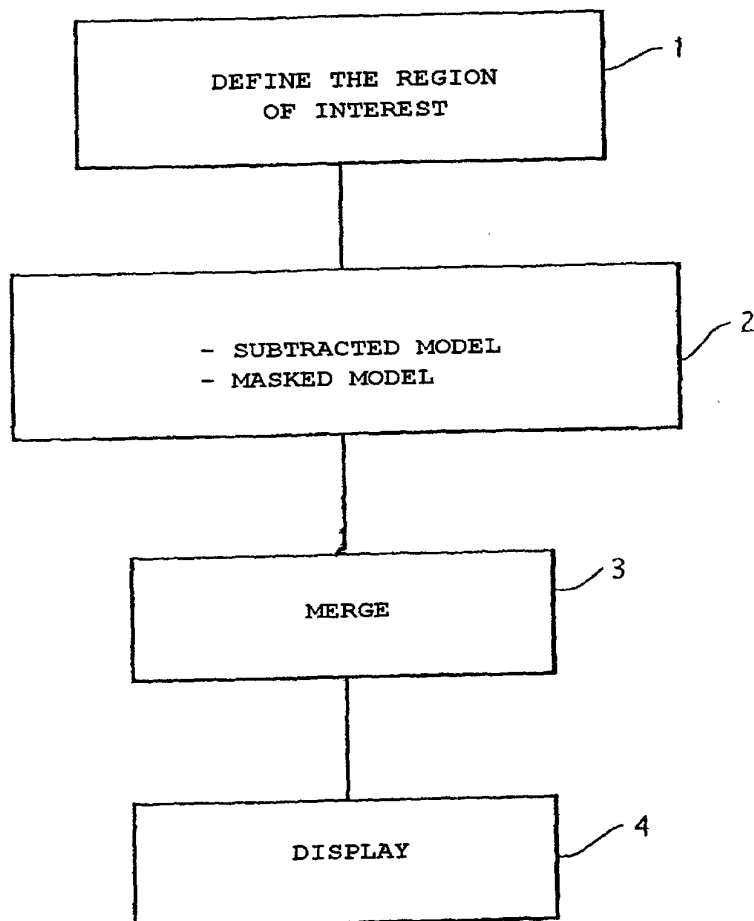 1
DEFINE THE REGION
OF INTEREST
2
- SUBTRACTED MODEL
- MASKED MODEL
3
MERGE
4
DISPLAY